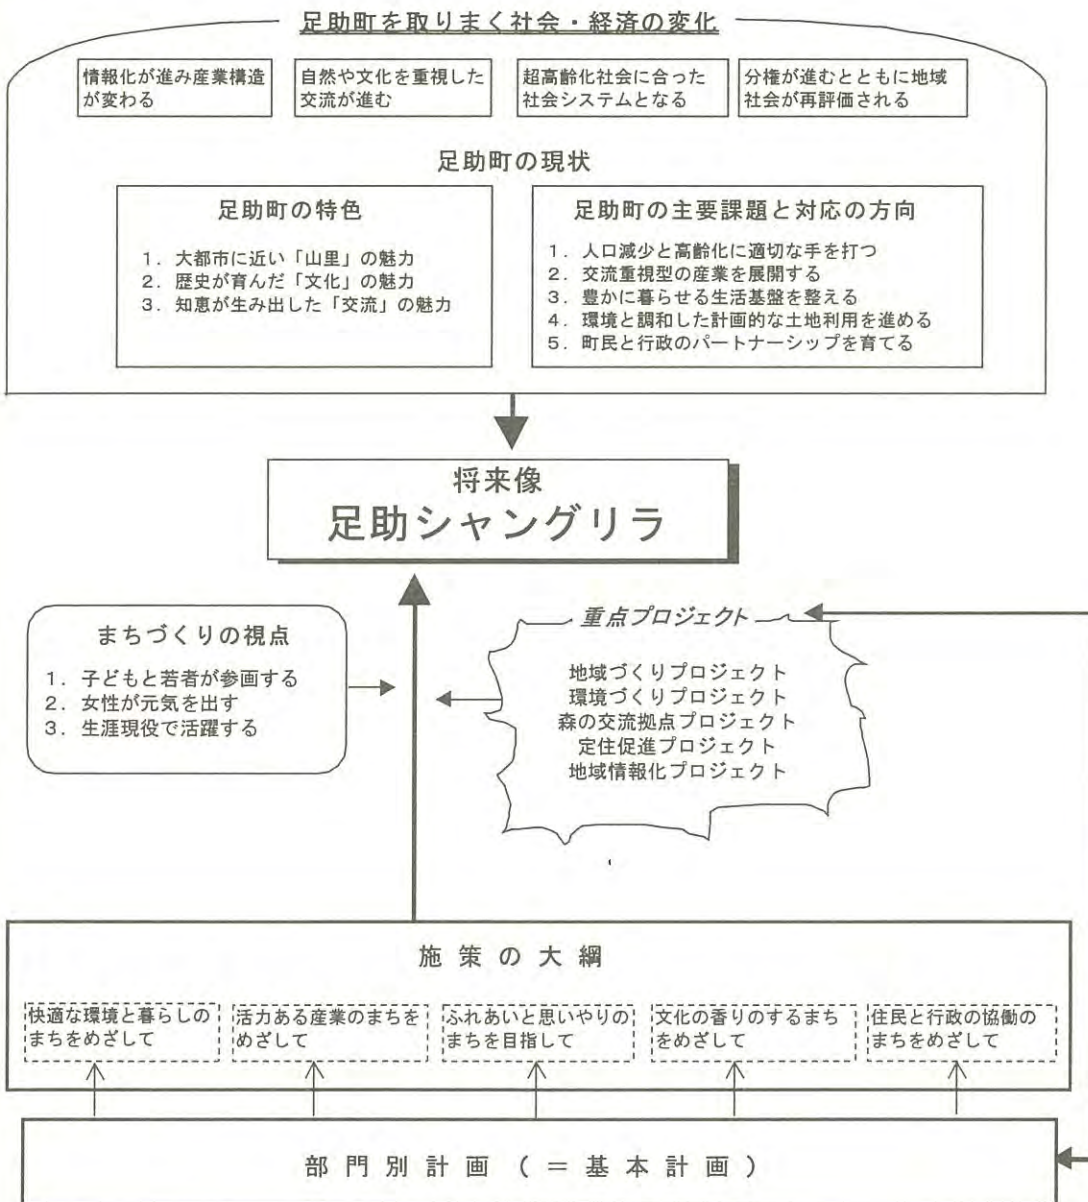 足助町を取りまく社会・経済の変化
情報化が進み産業構造
が変わる
自然や文化を重視した
交流が進む
超高齢化社会に合った
社会システムとなる
分権が進むとともに地域
社会が再評価される
足助町の現状
足助町の特色
1．大都市に近い「山里」の魅力
2．歴史が育んだ「文化」の魅力
3．知恵が生み出した「交流」の魅力
足助町の主要課題と対応の方向
1．人口減少と高齢化に適切な手を打つ
2．交流重視型の産業を展開する
3．豊かに暮らせる生活基盤を整える
4．環境と調和した計画的な土地利用を進める
5．町民と行政のパートナーシップを育てる
将来像
足助シャングリラ
まちづくりの視点
1．子どもと若者が参画する
2．女性が元気を出す
3．生涯現役で活躍する
重点プロジェクト
地域づくりプロジェクト
環境づくりプロジェクト
森の交流拠点プロジェクト
定住促進プロジェクト
地域情報化プロジェクト
施策の大綱
快適な環境と暮らしの
まちをめざして
活力ある産業のまちを
めざして
ふれあいと思いやりの
まちを目指して
文化の香りのするまち
をめざして
住民と行政の協働の
まちをめざして
部門別計画（＝基本計画）